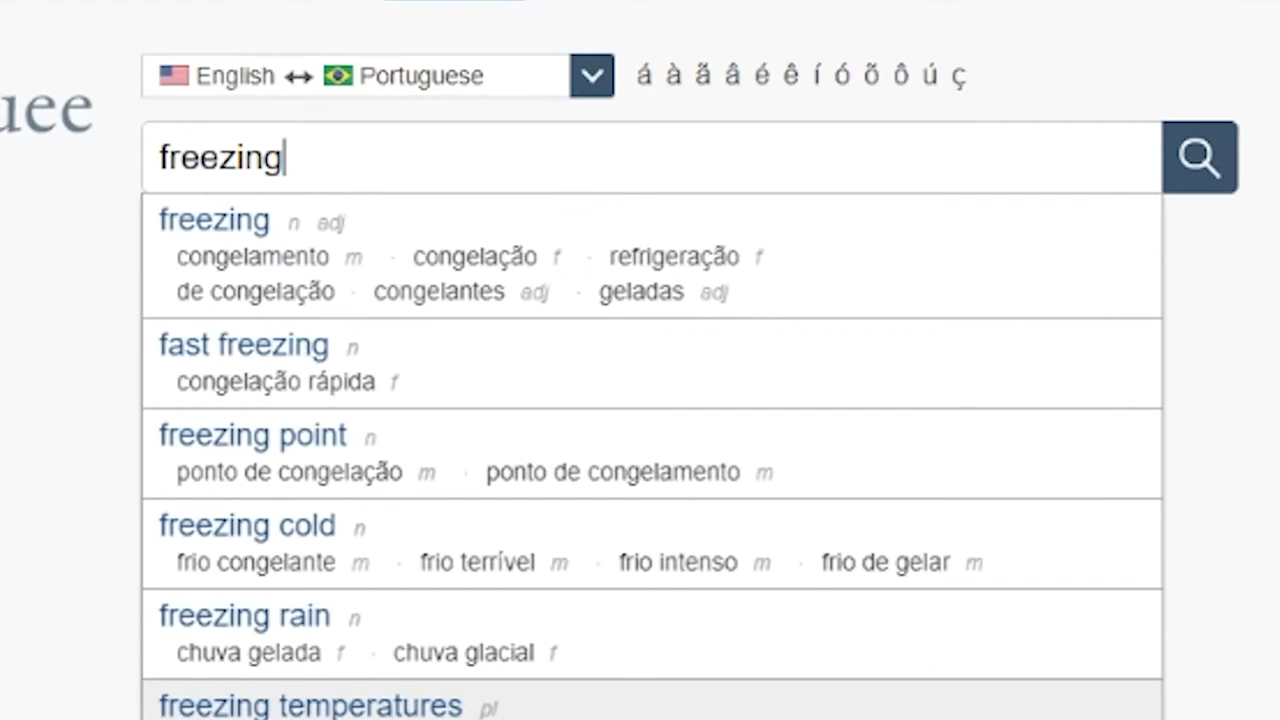 English ↔ Portuguese á à ã â é ê í ó õ ô ú ç
uee
freezing
freezing n adj
congelamento m · congelação f · refrigeração f
de congelação · congelantes adj · geladas adj
fast freezing n
congelação rápida f
freezing point n
ponto de congelação m · ponto de congelamento m
freezing cold n
frio congelante m · frio terrível m · frio intenso m · frio de gelar m
freezing rain n
chuva gelada f · chuva glacial f
freezing temperatures pl